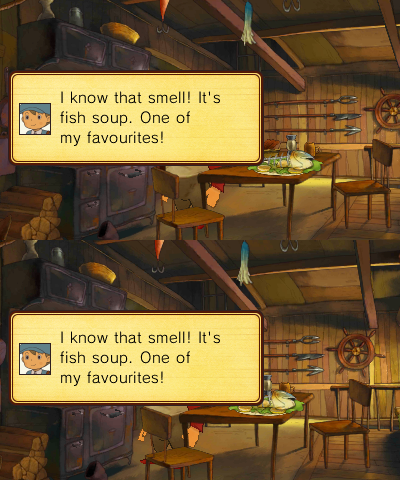 I know that smell! It's
fish soup. One of
my favourites!
I know that smell! It's
fish soup. One of
my favourites!